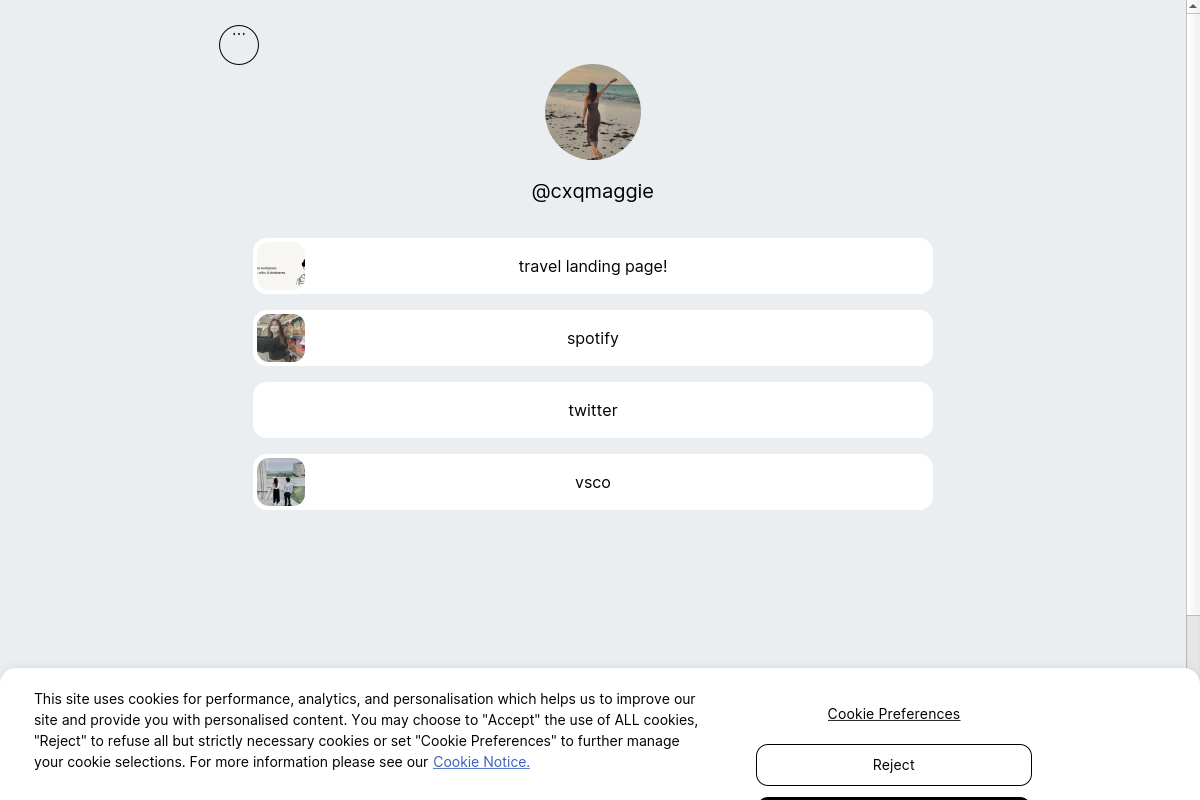 ...
@cxqmaggie
travel landing page!
spotify
twitter
vsco
This site uses cookies for performance, analytics, and personalisation which helps us to improve our
site and provide you with personalised content. You may choose to "Accept" the use of ALL cookies,
"Reject" to refuse all but strictly necessary cookies or set "Cookie Preferences" to further manage
your cookie selections. For more information please see our Cookie Notice.
Cookie Preferences
Reject